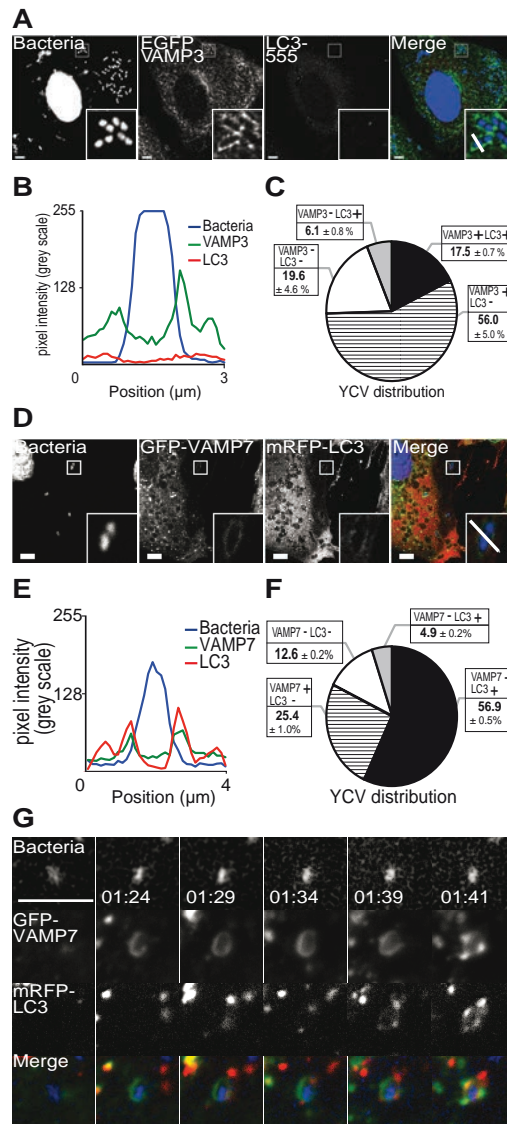 A
Bacteria
EGFP VAMP3
LC3-555
Merge
B
255
128
0
3
pixel intensity (grey scale)
Position (µm)
Bacteria
VAMP3
LC3
C
VAMP3 - LC3 +
6.1 ± 0.8 %
VAMP3 + LC3 +
17.5 ± 0.7 %
VAMP3 -
LC3 -
19.6
± 4.6 %
VAMP3 +
LC3 -
56.0
± 5.0 %
YCV distribution
D
Bacteria
GFP-VAMP7
mRFP-LC3
Merge
E
255
128
0
4
pixel intensity
(grey scale)
Position (µm)
Bacteria
VAMP7
LC3
F
VAMP7 - LC3 +
4.9 ± 0.2%
VAMP7 - LC3 -
12.6 ± 0.2%
VAMP7 +
LC3 -
25.4
± 1.0%
VAMP7 -
LC3 +
56.9
± 0.5%
YCV distribution
G
Bacteria
01:24
01:29
01:34
01:39
01:41
GFP-
VAMP7
mRFP-
LC3
Merge